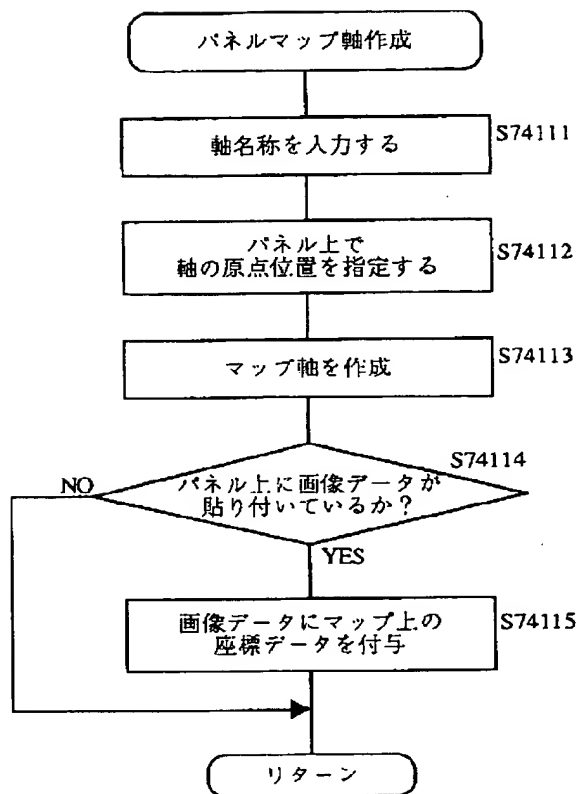 パネルマップ軸作成
軸名称を入力する
S74111
パネル上で
軸の原点位置を指定する
S74112
マップ軸を作成
S74113
S74114
パネル上に画像データが
貼り付いているか？
NO
YES
画像データにマップ上の
座標データを付与
S74115
リターン